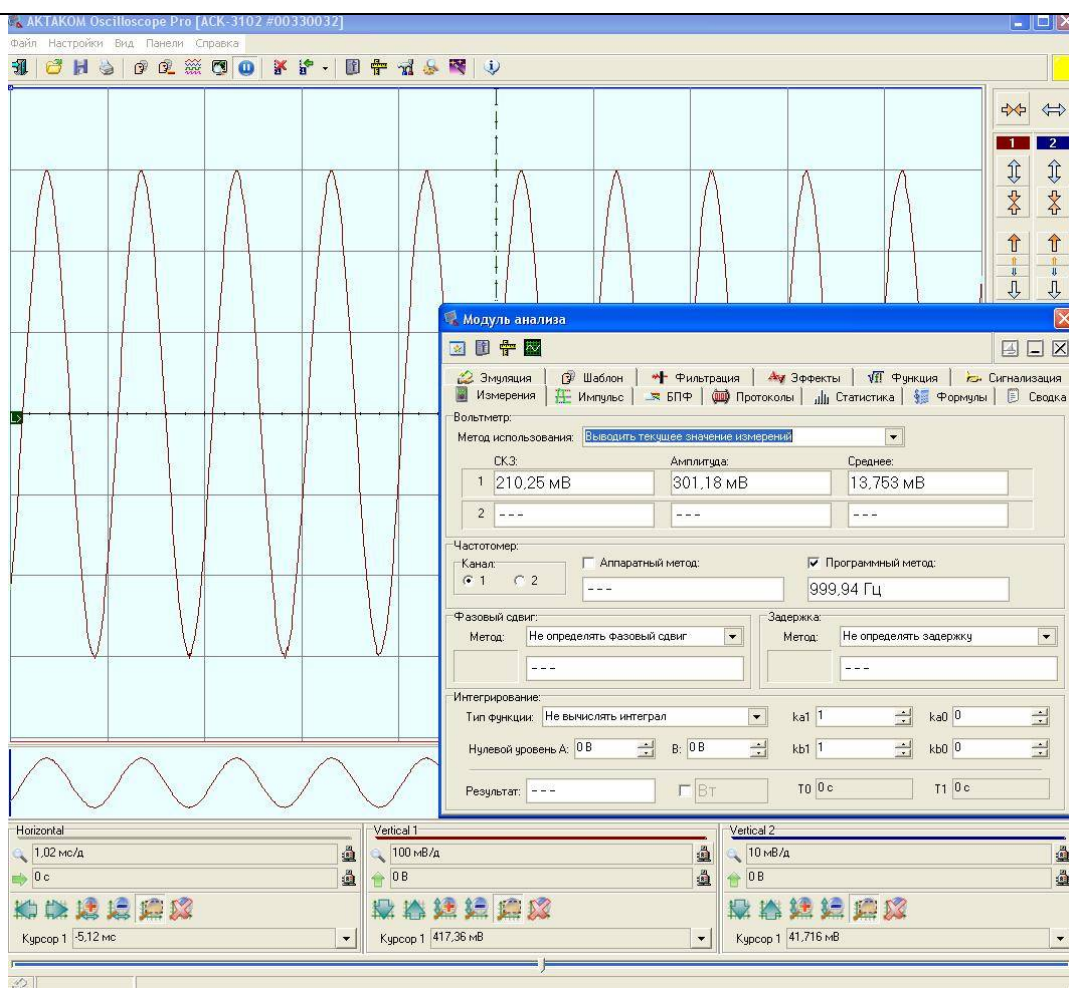 AKTAKOM Oscilloscope Pro [АСК-3102 #00330032]
Файл Настройки Вид Панели Справка
1 2
Модуль анализа
Эмуляция Шаблон Фильтрация Эффекты Функция Сигнализация
Измерения Импульс БПФ Протоколы Статистика Формулы Сводка
Вольтметр:
Метод использования: Выводить текущее значение измерений
СКЗ: Амплитуда: Среднее:
1 210,25 мВ 301,18 мВ 13,753 мВ
2 --- --- ---
Частотомер:
Канал: Аппаратный метод: Программный метод:
1 2 --- 999,94 Гц
Фазовый сдвиг: Задержка:
Метод: Не определять фазовый сдвиг Метод: Не определять задержку
--- ---
Интегрирование:
Тип функции: Не вычислять интеграл ka1 1 ka0 0
Нулевой уровень A: 0 В B: 0 В kb1 1 kb0 0
Результат: --- Вт T0 0 с T1 0 с
Horizontal Vertical 1 Vertical 2
1,02 мс/д 100 мВ/д 10 мВ/д
0 с 0 В 0 В
Курсор 1 -5,12 мс Курсор 1 417,36 мВ Курсор 1 41,716 мВ